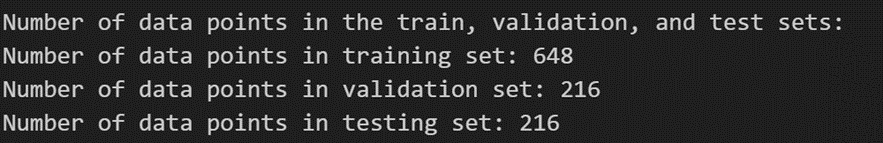 Number of data points in the train, validation, and test sets:
Number of data points in training set: 648
Number of data points in validation set: 216
Number of data points in testing set: 216